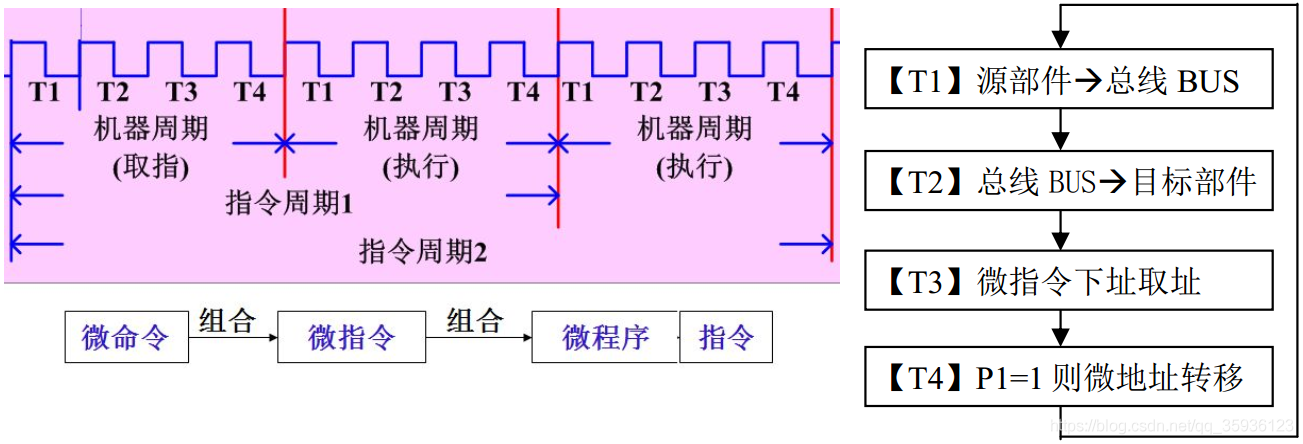 T1 T2 T3 T4 T1 T2 T3 T4 T1 T2 T3 T4
机器周期 机器周期 机器周期
(取指) (执行) (执行)
指令周期1
指令周期2
组合 组合
微命令 微指令 微程序 指令
【T1】源部件→总线 BUS
【T2】总线 BUS→目标部件
【T3】微指令下址取址
【T4】P1=1 则微地址转移
https://blog.csdn.net/qq_35936123